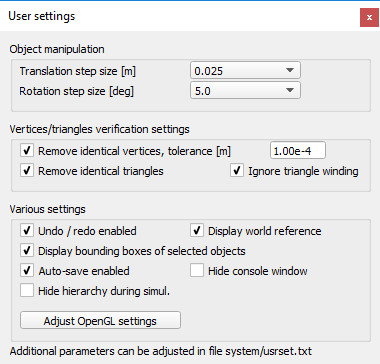 User settings
x
Object manipulation
Translation step size [m] 0.025
Rotation step size [deg] 5.0
Vertices/triangles verification settings
Remove identical vertices, tolerance [m] 1.00e-4
Remove identical triangles Ignore triangle winding
Various settings
Undo / redo enabled Display world reference
Display bounding boxes of selected objects
Auto-save enabled Hide console window
Hide hierarchy during simul.
Adjust OpenGL settings
Additional parameters can be adjusted in file system/usrset.txt